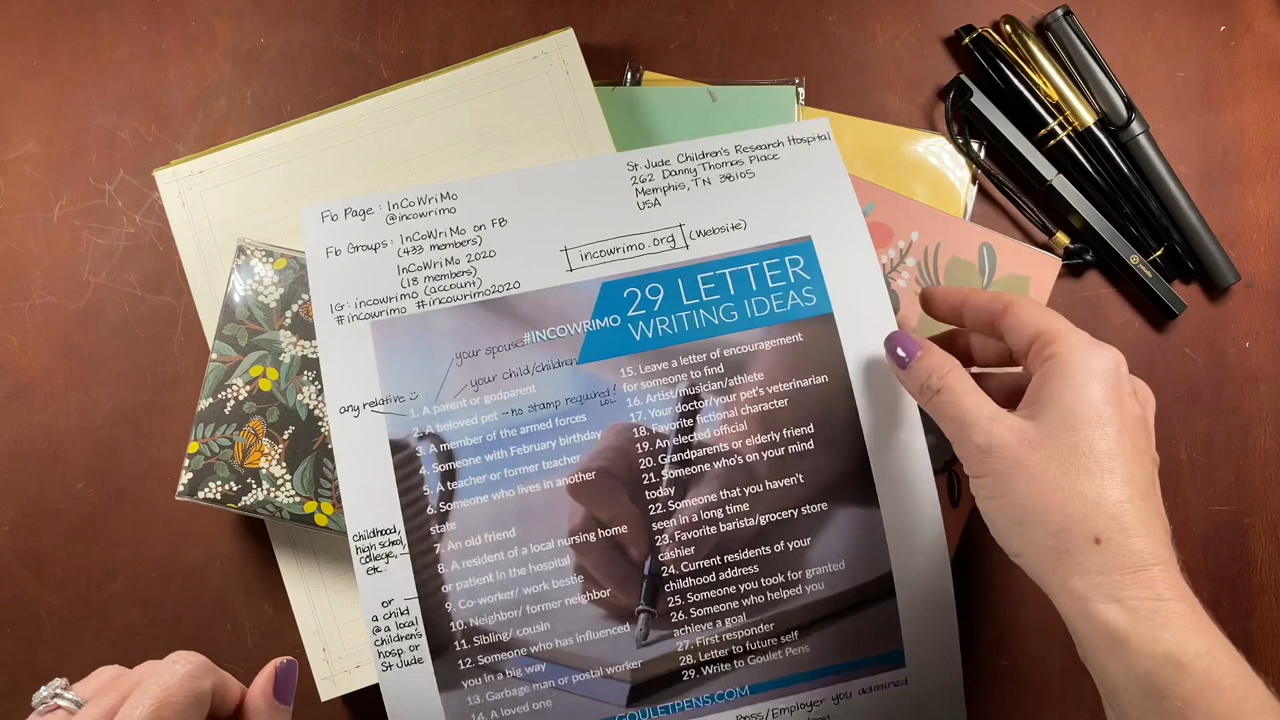 St. Jude Children's Research Hospital
262 Danny Thomas Place
Memphis, TN 38105
USA
Fb Page: InCoWriMo
@incowrimo
Fb Groups: InCoWriMo on FB
(433 members)
InCoWriMo 2020
(18 members)
IG: incowrimo (account)
#incowrimo #incowrimo2020
incowrimo.org (website)
#INCOWRIMO 29 LETTER
WRITING IDEAS
your spouse
your child/children
any relative
1. A parent or godparent
2. A beloved pet - no stamp required! LOL
3. A member of the armed forces
4. Someone with February birthday
5. A teacher or former teacher
6. Someone who lives in another
state
7. An old friend
8. A resident of a local nursing home
or patient in the hospital
9. Co-worker/ work bestie
10. Neighbor/ former neighbor
11. Sibling/ cousin
12. Someone who has influenced
you in a big way
13. Garbage man or postal worker
14. A loved one
childhood,
high school,
college,
etc.
or
a child
@ a local
children's
hosp. or
St Jude
15. Leave a letter of encouragement
for someone to find
16. Artist/musician/athlete
17. Your doctor/your pet's veterinarian
18. Favorite fictional character
19. An elected official
20. Grandparents or elderly friend
21. Someone who's on your mind
today
22. Someone that you haven't
seen in a long time
23. Favorite barista/grocery store
cashier
24. Current residents of your
childhood address
25. Someone you took for granted
26. Someone who helped you
achieve a goal
27. First responder
28. Letter to future self
29. Write to Goulet Pens
GOULETPENS.COM
Boss/Employer you admired